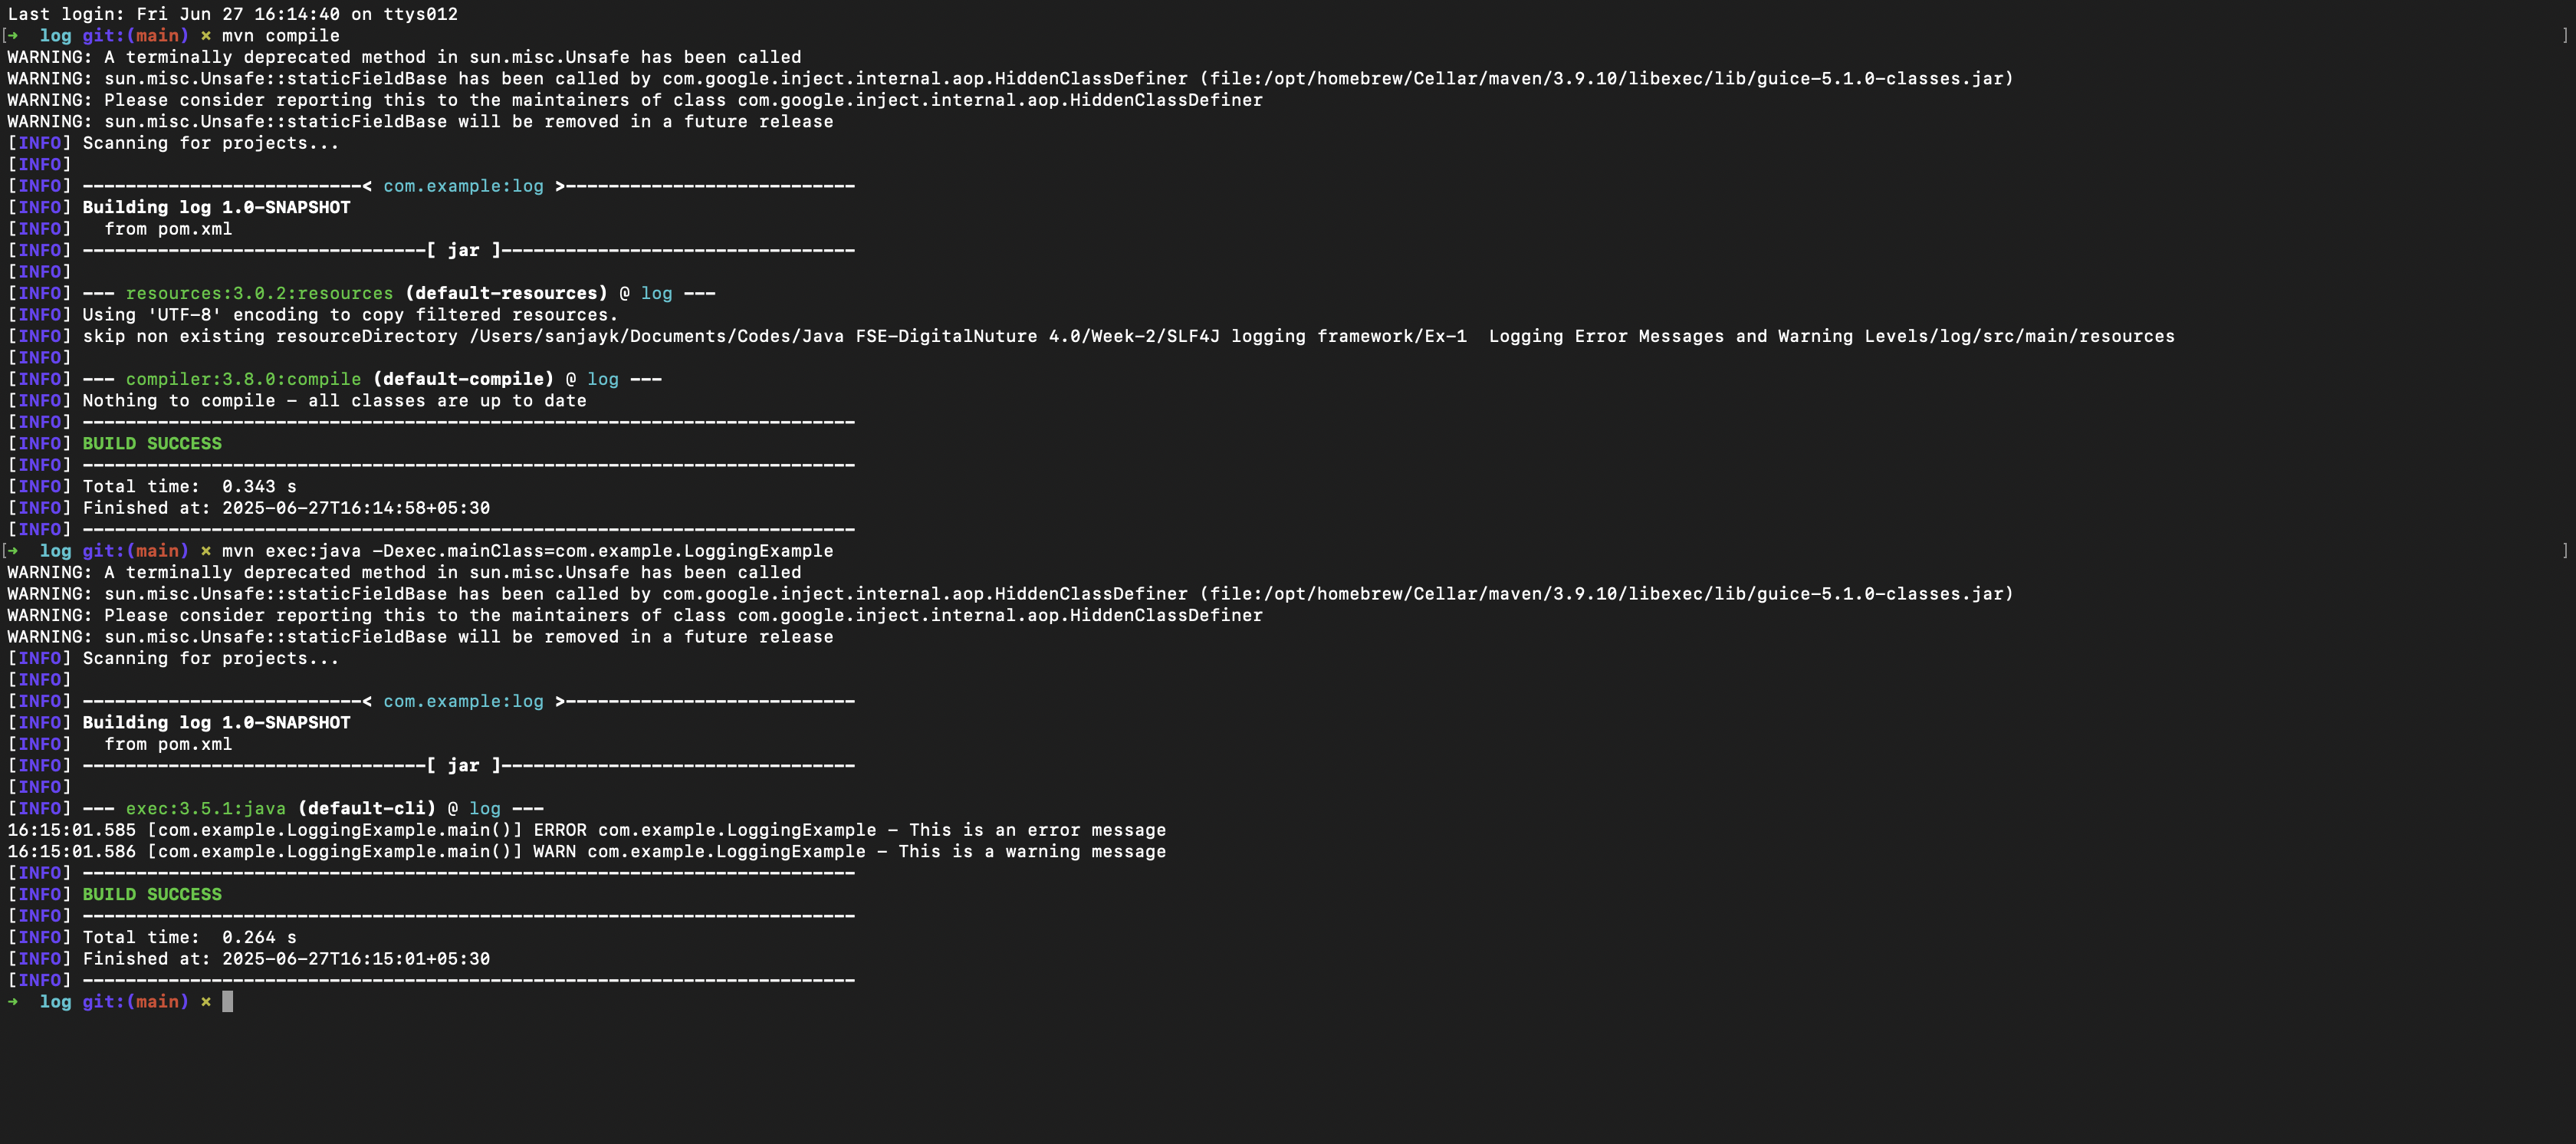 Last login: Fri Jun 27 16:14:40 on ttys012
[➜  log git:(main) ✗ mvn compile ]
WARNING: A terminally deprecated method in sun.misc.Unsafe has been called
WARNING: sun.misc.Unsafe::staticFieldBase has been called by com.google.inject.internal.aop.HiddenClassDefiner (file:/opt/homebrew/Cellar/maven/3.9.10/libexec/lib/guice-5.1.0-classes.jar)
WARNING: Please consider reporting this to the maintainers of class com.google.inject.internal.aop.HiddenClassDefiner
WARNING: sun.misc.Unsafe::staticFieldBase will be removed in a future release
[INFO] Scanning for projects...
[INFO]
[INFO] --------------------------< com.example:log >---------------------------
[INFO] Building log 1.0-SNAPSHOT
[INFO]   from pom.xml
[INFO] --------------------------------[ jar ]---------------------------------
[INFO]
[INFO] --- resources:3.0.2:resources (default-resources) @ log ---
[INFO] Using 'UTF-8' encoding to copy filtered resources.
[INFO] skip non existing resourceDirectory /Users/sanjayk/Documents/Codes/Java FSE-DigitalNuture 4.0/Week-2/SLF4J logging framework/Ex-1  Logging Error Messages and Warning Levels/log/src/main/resources
[INFO]
[INFO] --- compiler:3.8.0:compile (default-compile) @ log ---
[INFO] Nothing to compile - all classes are up to date
[INFO] ------------------------------------------------------------------------
[INFO] BUILD SUCCESS
[INFO] ------------------------------------------------------------------------
[INFO] Total time:  0.343 s
[INFO] Finished at: 2025-06-27T16:14:58+05:30
[INFO] ------------------------------------------------------------------------
[➜  log git:(main) ✗ mvn exec:java -Dexec.mainClass=com.example.LoggingExample ]
WARNING: A terminally deprecated method in sun.misc.Unsafe has been called
WARNING: sun.misc.Unsafe::staticFieldBase has been called by com.google.inject.internal.aop.HiddenClassDefiner (file:/opt/homebrew/Cellar/maven/3.9.10/libexec/lib/guice-5.1.0-classes.jar)
WARNING: Please consider reporting this to the maintainers of class com.google.inject.internal.aop.HiddenClassDefiner
WARNING: sun.misc.Unsafe::staticFieldBase will be removed in a future release
[INFO] Scanning for projects...
[INFO]
[INFO] --------------------------< com.example:log >---------------------------
[INFO] Building log 1.0-SNAPSHOT
[INFO]   from pom.xml
[INFO] --------------------------------[ jar ]---------------------------------
[INFO]
[INFO] --- exec:3.5.1:java (default-cli) @ log ---
16:15:01.585 [com.example.LoggingExample.main()] ERROR com.example.LoggingExample - This is an error message
16:15:01.586 [com.example.LoggingExample.main()] WARN com.example.LoggingExample - This is a warning message
[INFO] ------------------------------------------------------------------------
[INFO] BUILD SUCCESS
[INFO] ------------------------------------------------------------------------
[INFO] Total time:  0.264 s
[INFO] Finished at: 2025-06-27T16:15:01+05:30
[INFO] ------------------------------------------------------------------------
➜  log git:(main) ✗